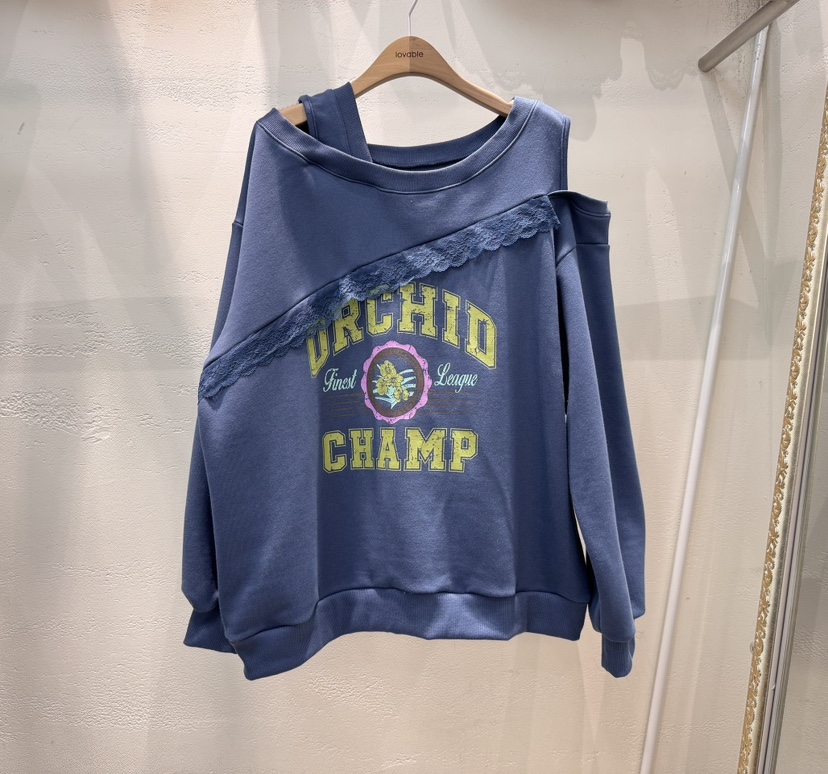 lovable
ORCHID
Finest League
CHAMP